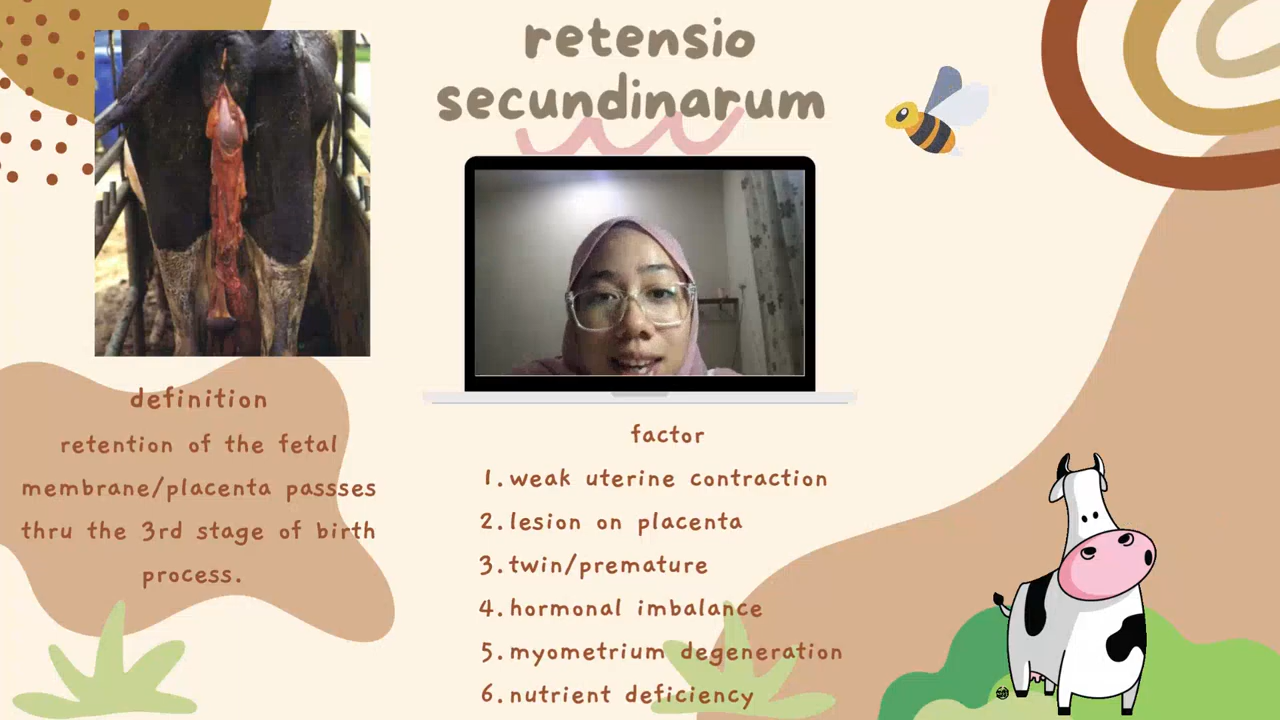 retensio
secundinarum
definition
retention of the fetal
membrane/placenta passses
thru the 3rd stage of birth
process.
factor
1. weak uterine contraction
2. lesion on placenta
3. twin/premature
4. hormonal imbalance
5. myometrium degeneration
6. nutrient deficiency